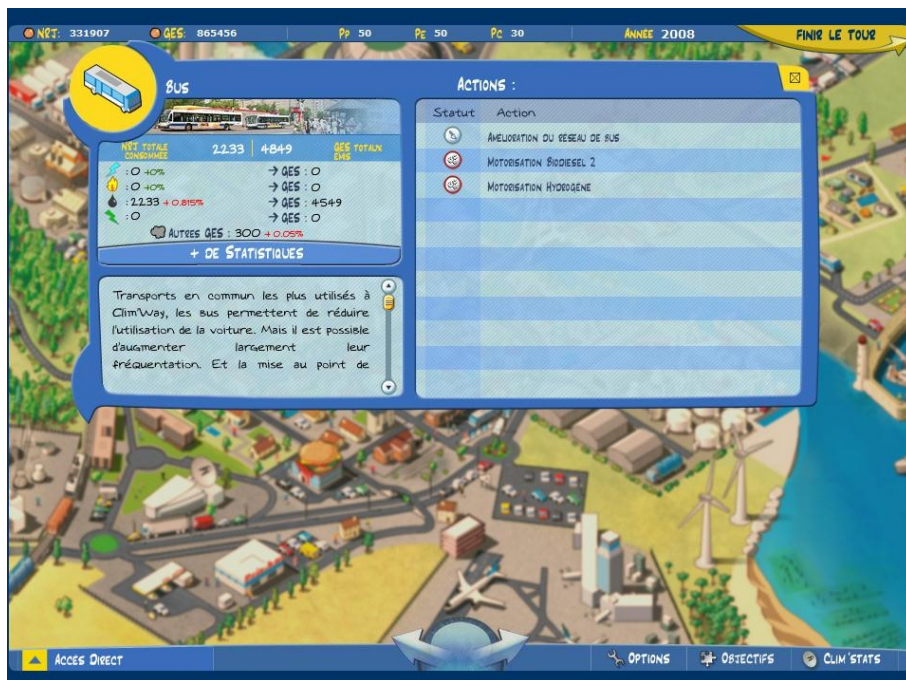 NRJ: 331907 GES: 865456 PP 50 PE 50 PC 30 ANNÉE 2008 FINIR LE TOUR
BUS
NRJ TOTALE CONSOMMÉE 2233 4849 GES TOTAUX ÉMIS
: 0 +0% → GES : 0
: 0 +0% → GES : 0
: 2233 +0.815% → GES : 4549
: 0 → GES : 0
AUTRES GES : 300 +0.05%
+ DE STATISTIQUES
Transports en commun les plus utilisés à
Clim'Way, les bus permettent de réduire
l'utilisation de la voiture. Mais il est possible
d'augmenter largement leur
fréquentation. Et la mise au point de
ACTIONS :
Statut Action
AMÉLIORATION DU RÉSEAU DE BUS
MOTORISATION BIODIESEL 2
MOTORISATION HYDROGÈNE
ACCÈS DIRECT OPTIONS OBJECTIFS CLIM'STATS